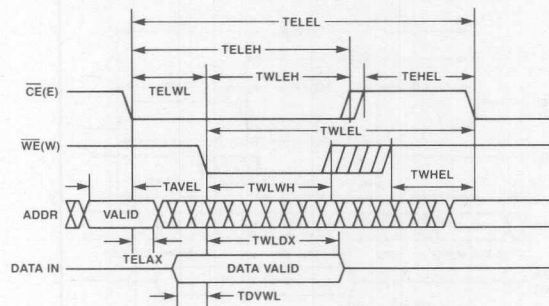 TELEL
TELEH
TELWL
TWLEH
TEHEL
CE(E)
TWLEL
WE(W)
TAVEL
TWLWH
TWHEL
ADDR
VALID
TELAX
TWLDX
DATA IN
DATA VALID
TDVWL